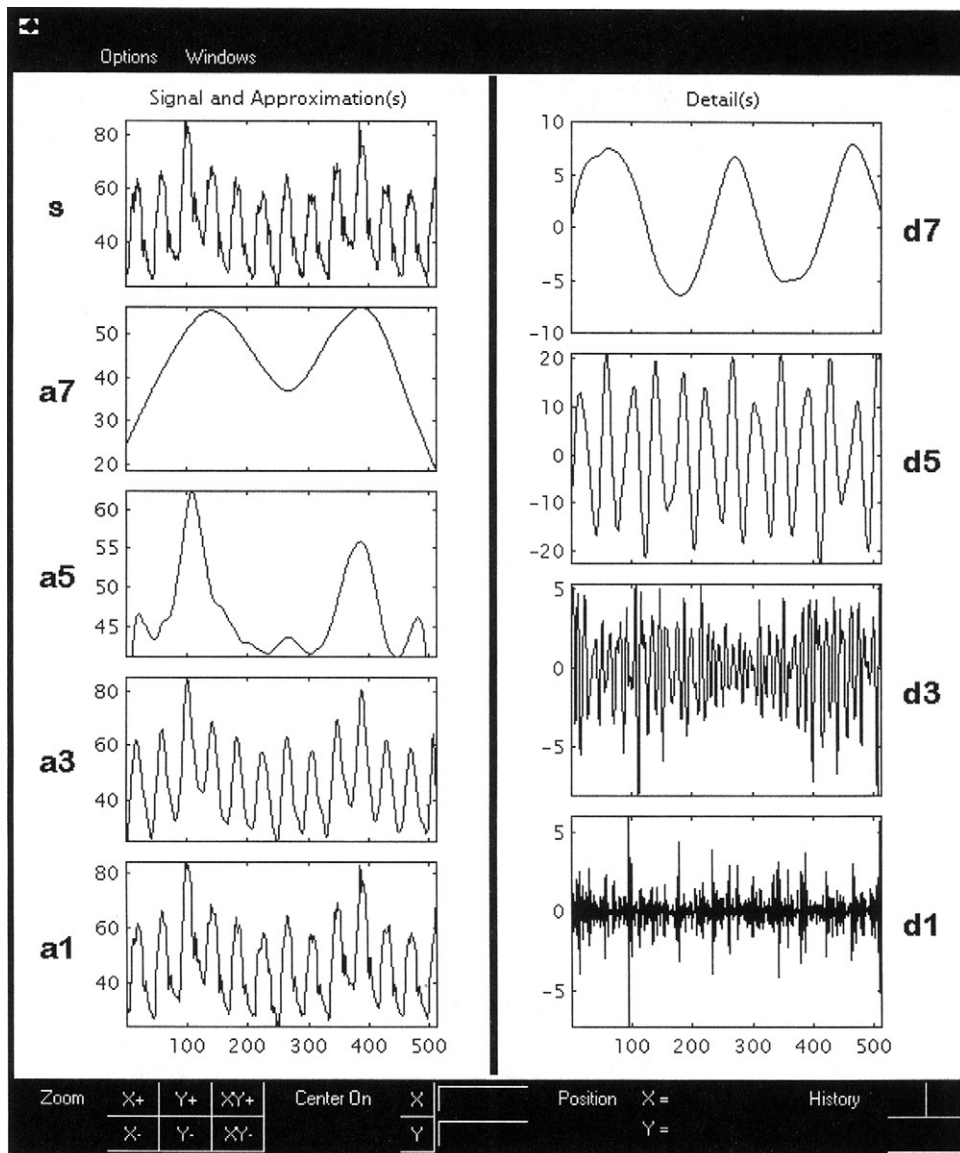 Options Windows
Signal and Approximation(s)
s
80
60
40
a7
50
40
30
20
a5
60
55
50
45
a3
80
60
40
a1
80
60
40
100 200 300 400 500
Detail(s)
d7
10
5
0
-5
-10
d5
20
10
0
-10
-20
d3
5
0
-5
d1
5
0
-5
100 200 300 400 500
Zoom X+ Y+ XY+ Center On X Position X = History
X- Y- XY- Y Y =